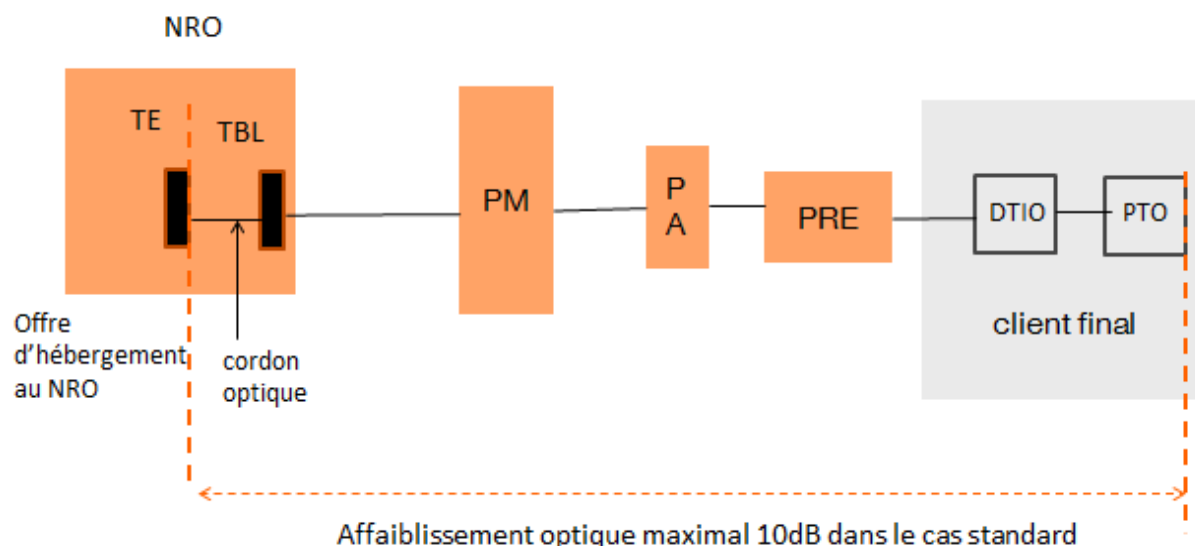 NRO
TE
TBL
PM
P
A
PRE
DTIO
PTO
client final
Offre
d'hébergement
au NRO
cordon
optique
Affaiblissement optique maximal 10dB dans le cas standard